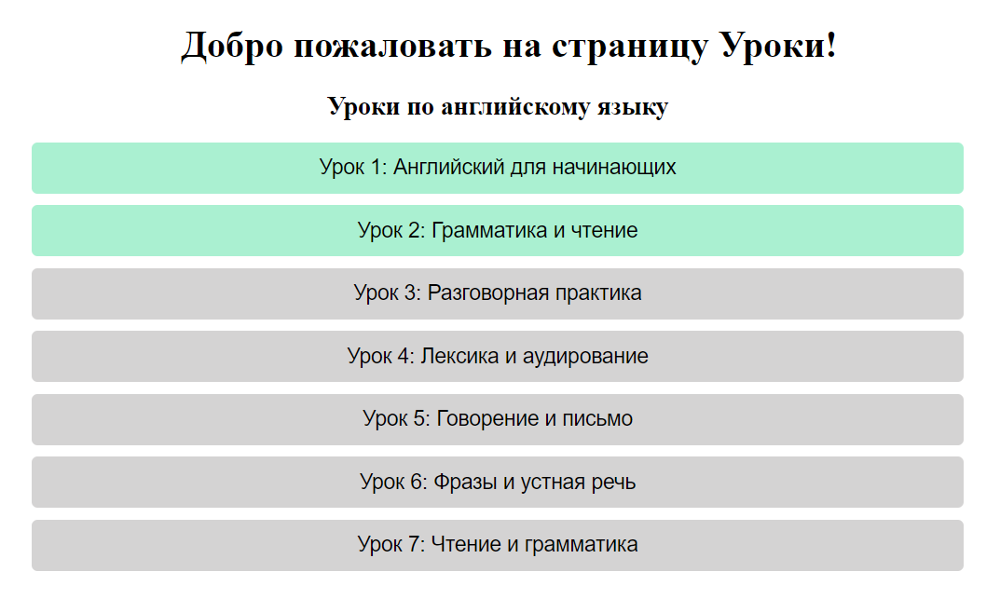 Добро пожаловать на страницу Уроки!
Уроки по английскому языку
Урок 1: Английский для начинающих
Урок 2: Грамматика и чтение
Урок 3: Разговорная практика
Урок 4: Лексика и аудирование
Урок 5: Говорение и письмо
Урок 6: Фразы и устная речь
Урок 7: Чтение и грамматика